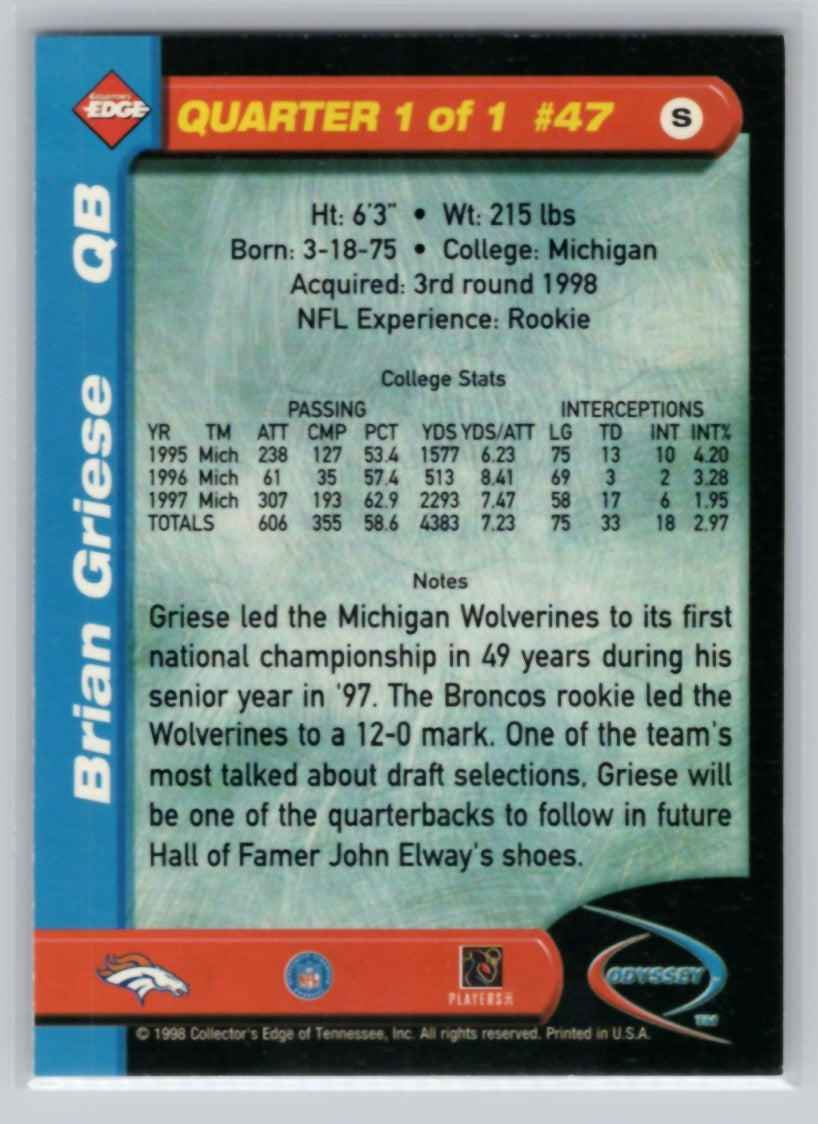 COLLECTOR'S
EDGE
QUARTER 1 of 1 #47
S
Brian Griese QB
Ht: 6'3" • Wt: 215 lbs
Born: 3-18-75 • College: Michigan
Acquired: 3rd round 1998
NFL Experience: Rookie
College Stats
PASSING INTERCEPTIONS
YR TM ATT CMP PCT YDS YDS/ATT LG TD INT INT%
1995 Mich 238 127 53.4 1577 6.23 75 13 10 4.20
1996 Mich 61 35 57.4 513 8.41 69 3 2 3.28
1997 Mich 307 193 62.9 2293 7.47 58 17 6 1.95
TOTALS 606 355 58.6 4383 7.23 75 33 18 2.97
Notes
Griese led the Michigan Wolverines to its first
national championship in 49 years during his
senior year in '97. The Broncos rookie led the
Wolverines to a 12-0 mark. One of the team's
most talked about draft selections, Griese will
be one of the quarterbacks to follow in future
Hall of Famer John Elway's shoes.
NFL
PLAYERS INC
ODYSSEY
TM
© 1998 Collector's Edge of Tennessee, Inc. All rights reserved. Printed in U.S.A.